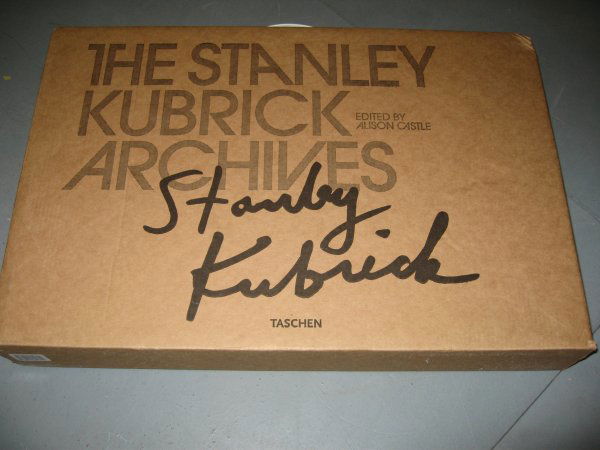 THE STANLEY
KUBRICK
EDITED BY
ALISON CASTLE
ARCHIVES
Stanley
Kubrick
TASCHEN